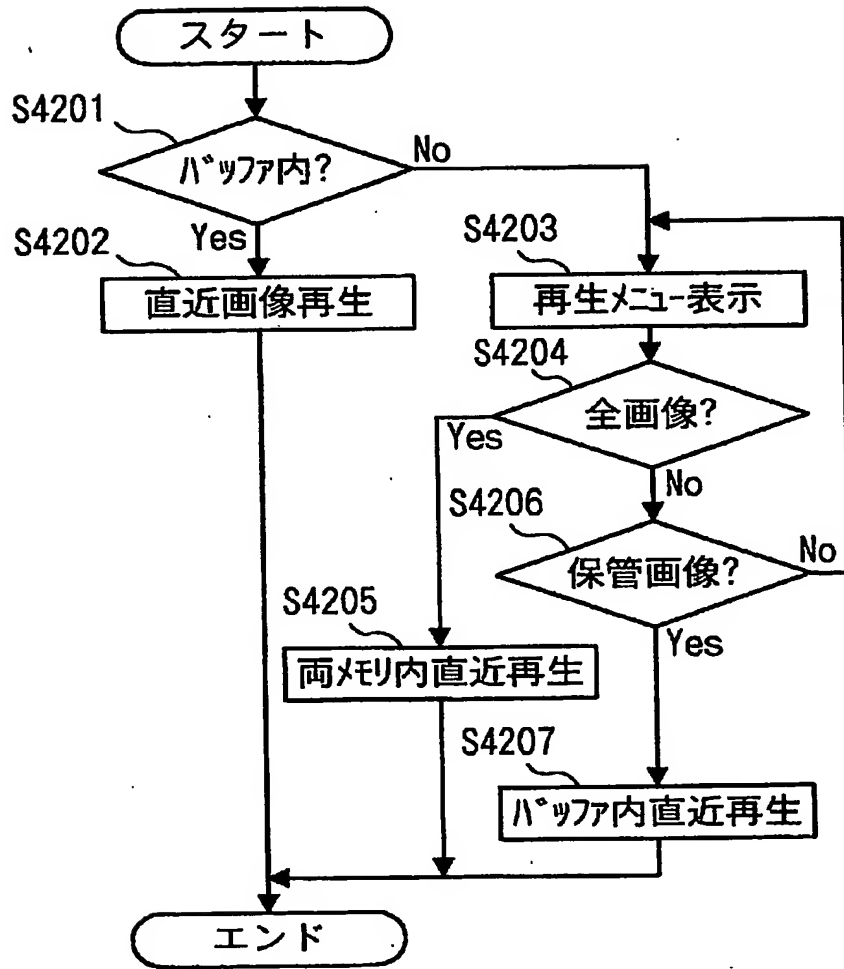 スタート
S4201
バッファ内?
No
Yes
S4202
直近画像再生
S4203
再生メニュー表示
S4204
全画像?
Yes
No
S4206
保管画像?
No
Yes
S4205
両メモリ内直近再生
S4207
バッファ内直近再生
エンド